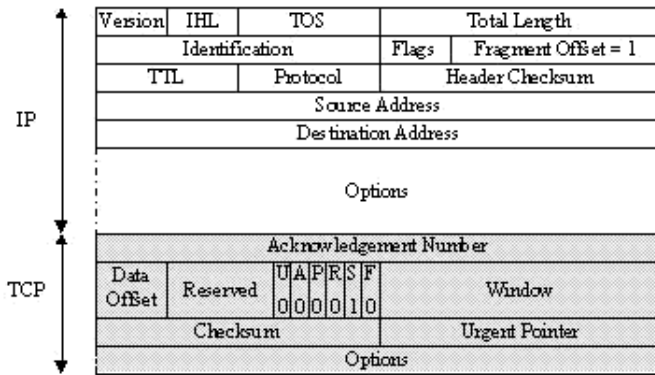 Version IHL TOS Total Length
Identification Flags Fragment Offset = 1
TTL Protocol Header Checksum
Source Address
Destination Address
IP
Options
Acknowledgement Number
TCP
Data Offset Reserved U A P R S F Window
0 0 0 0 1 0
Checksum Urgent Pointer
Options